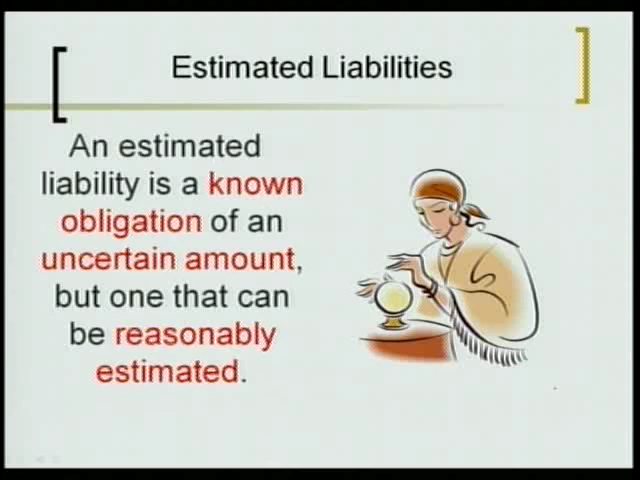 Estimated Liabilities
An estimated
liability is a known
obligation of an
uncertain amount,
but one that can
be reasonably
estimated.